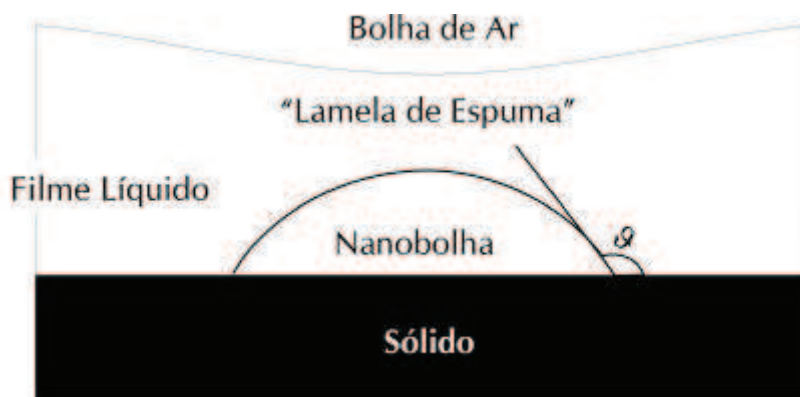 Bolha de Ar
“Lamela de Espuma”
Filme Líquido
Nanobolha
ϑ
Sólido